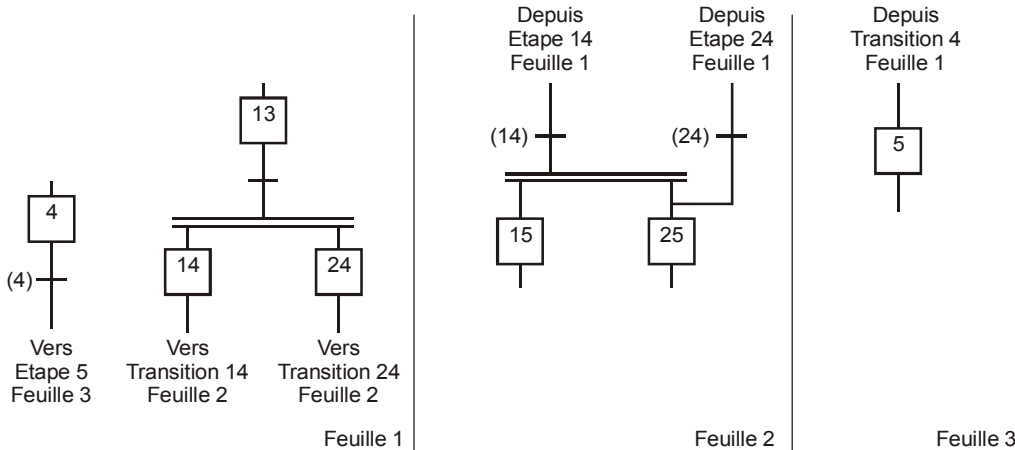 13
4
(4)
14
24
Vers
Etape 5
Feuille 3
Vers
Transition 14
Feuille 2
Vers
Transition 24
Feuille 2
Feuille 1
Depuis
Etape 14
Feuille 1
Depuis
Etape 24
Feuille 1
(14)
(24)
15
25
Feuille 2
Depuis
Transition 4
Feuille 1
5
Feuille 3